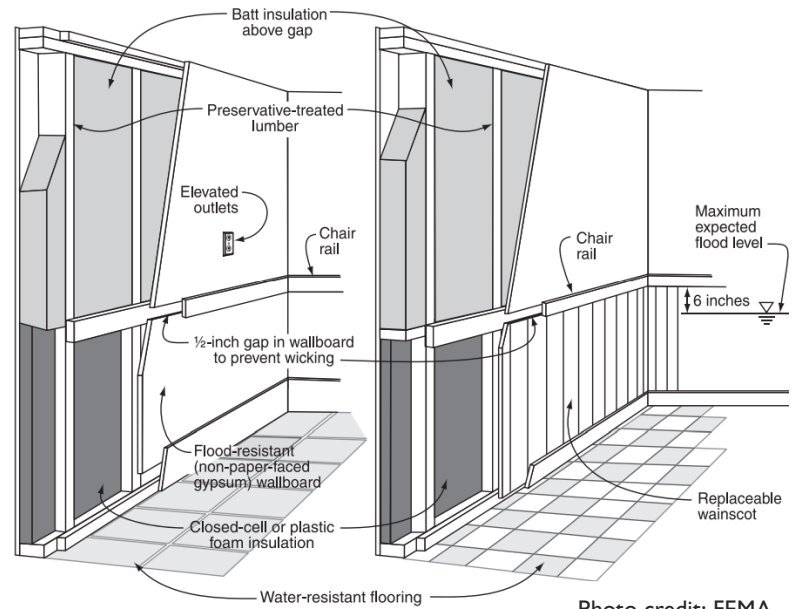 Batt insulation
above gap
Preservative-treated
lumber
Elevated
outlets
Chair
rail
Maximum
expected
flood level
Chair
rail
6 inches
½-inch gap in wallboard
to prevent wicking
Flood-resistant
(non-paper-faced
gypsum) wallboard
Closed-cell or plastic
foam insulation
Replaceable
wainscot
Water-resistant flooring
Photo credit: FEMA